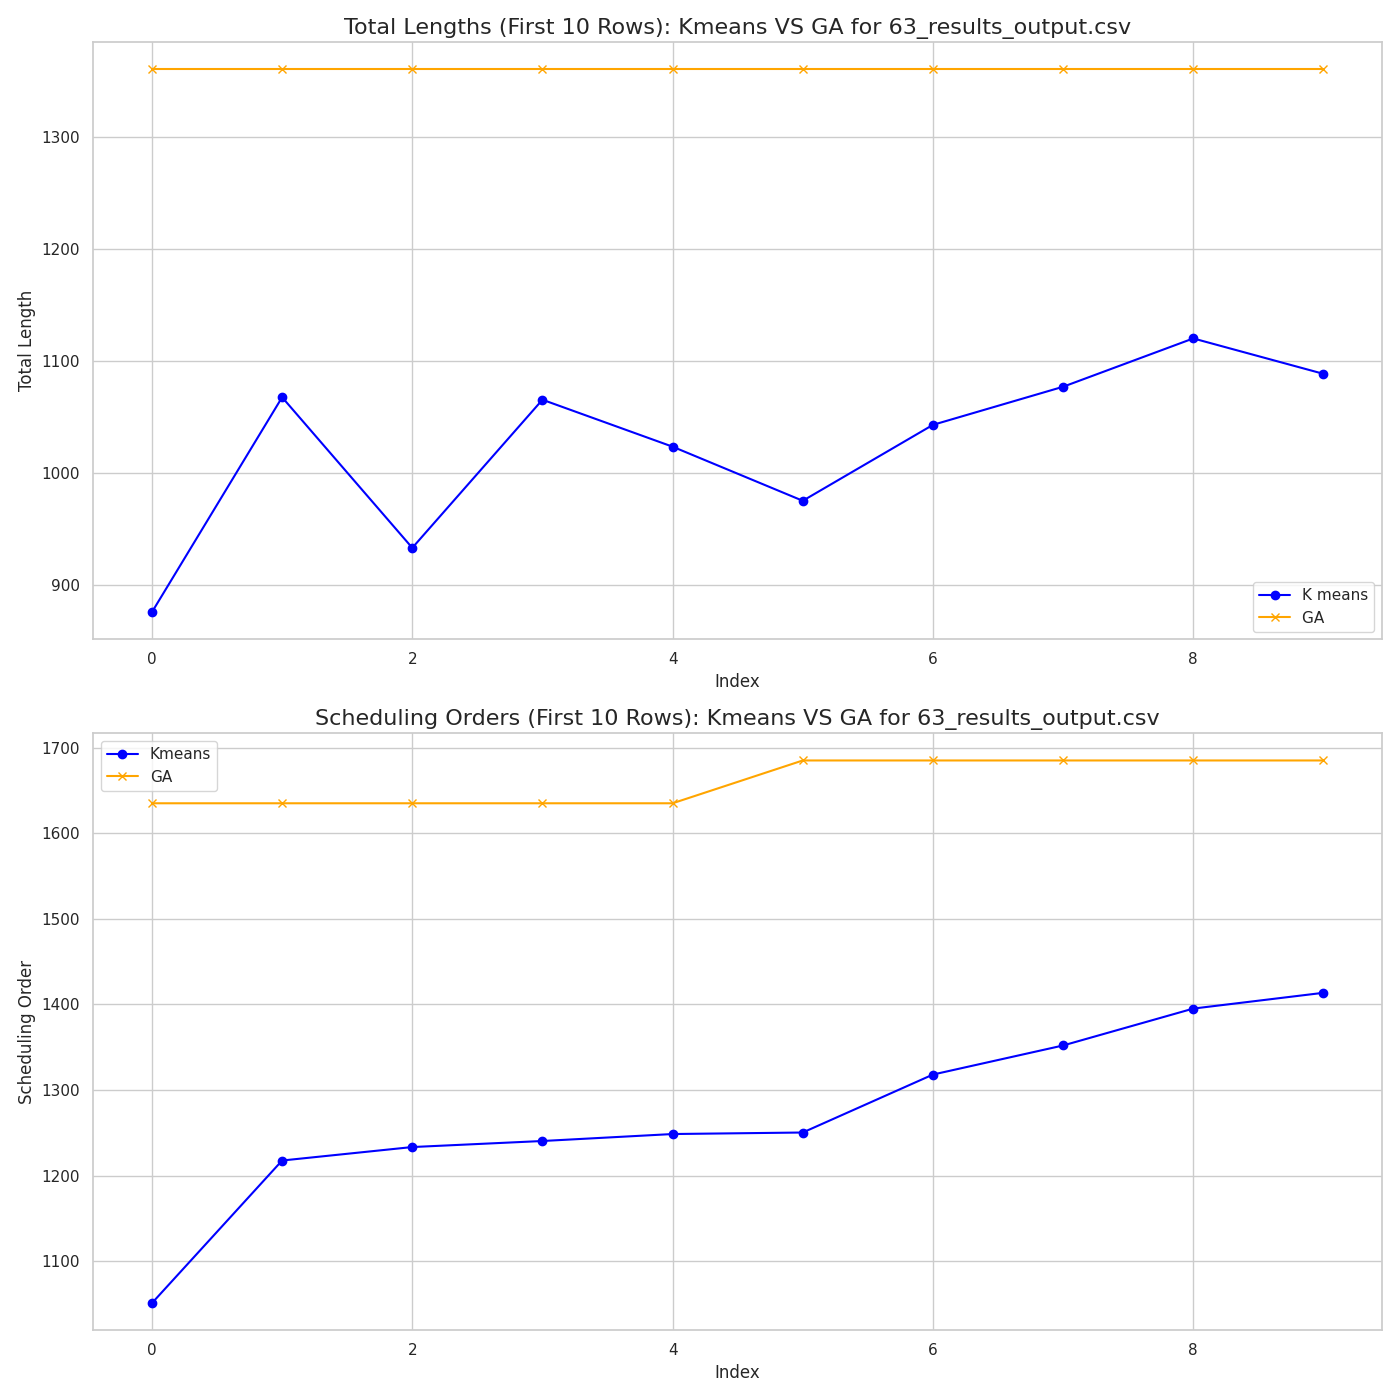 Total Lengths (First 10 Rows): Kmeans VS GA for 63_results_output.csv
Total Length
1300
1200
1100
1000
900
K means
GA
0 2 4 6 8
Index
Scheduling Orders (First 10 Rows): Kmeans VS GA for 63_results_output.csv
Scheduling Order
1700
1600
1500
1400
1300
1200
1100
Kmeans
GA
0 2 4 6 8
Index